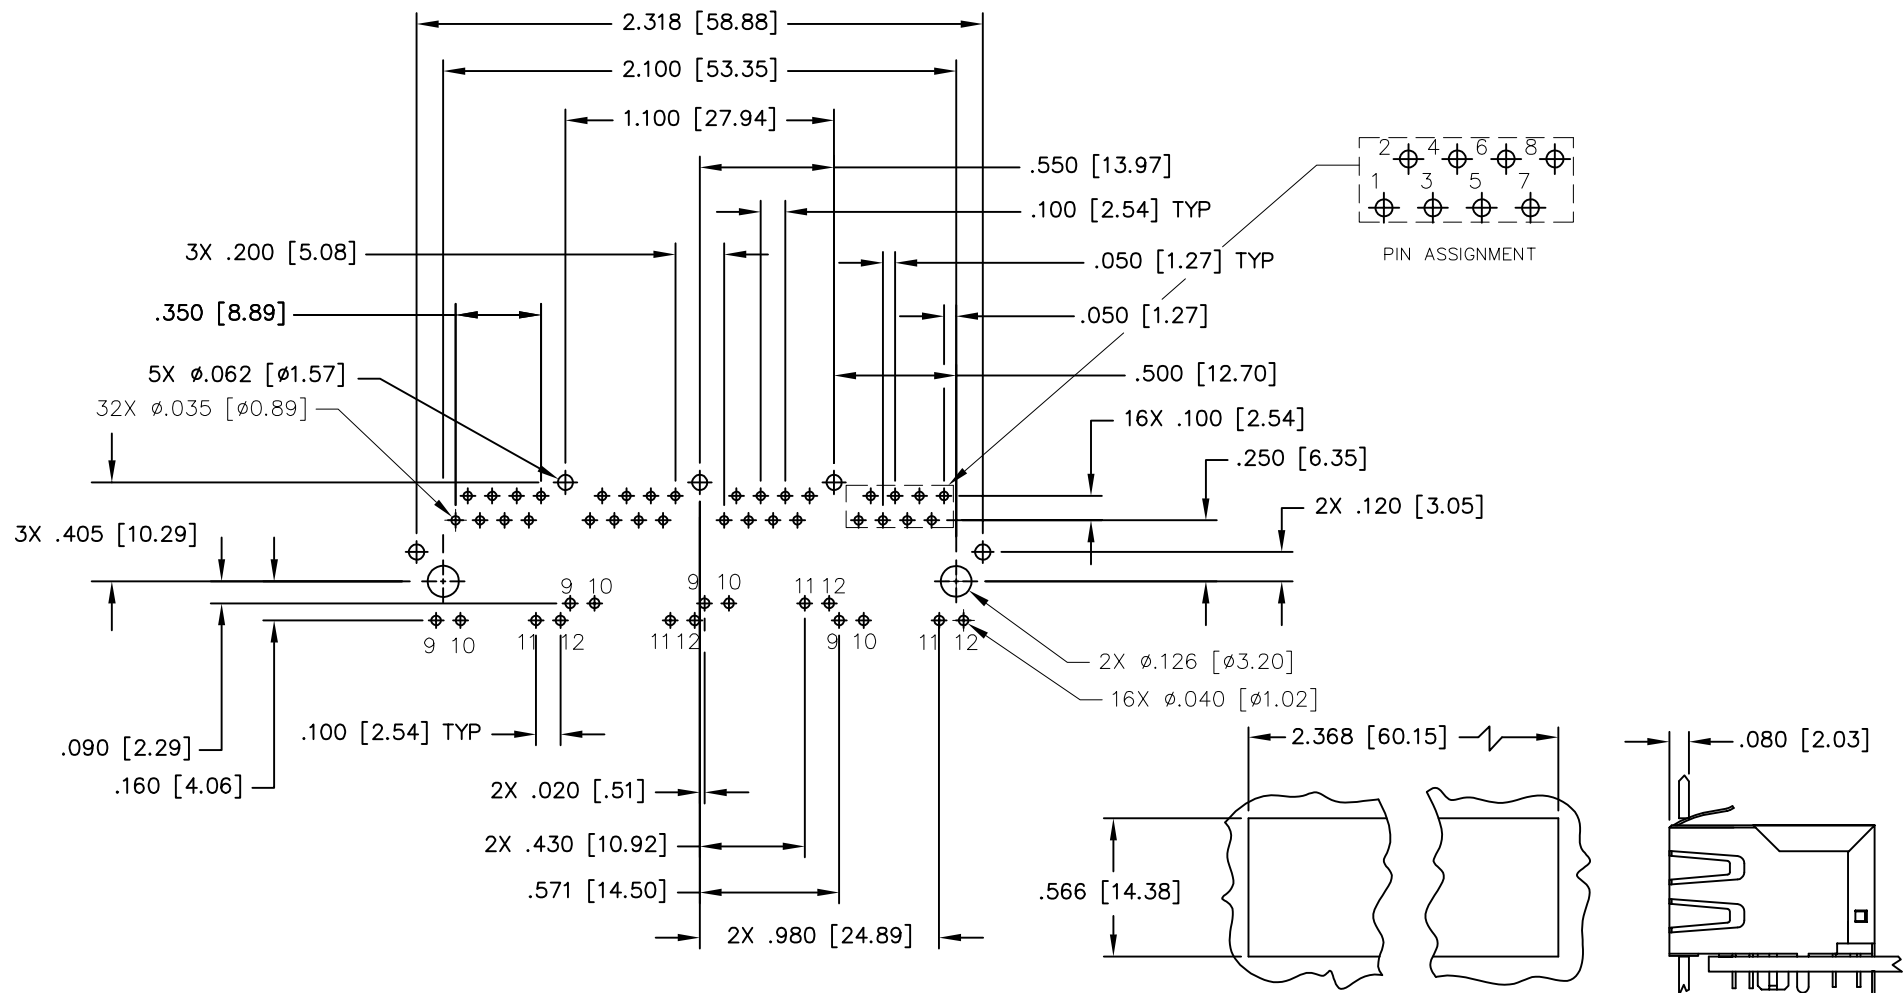 2.318 [58.88]
2.100 [53.35]
1.100 [27.94]
.550 [13.97]
2 4 6 8
.100 [2.54] TYP
1 3 5 7
3X .200 [5.08]
PIN ASSIGNMENT
.050 [1.27] TYP
.350 [8.89]
.050 [1.27]
5X ⌀.062 [⌀1.57]
.500 [12.70]
32X ⌀.035 [⌀0.89]
16X .100 [2.54]
.250 [6.35]
2X .120 [3.05]
3X .405 [10.29]
9 10 9 10 11 12
9 10 11 12 11 12 9 10 11 12
2X ⌀.126 [⌀3.20]
16X ⌀.040 [⌀1.02]
.100 [2.54] TYP
.090 [2.29]
2.368 [60.15]
.080 [2.03]
.160 [4.06]
2X .020 [.51]
2X .430 [10.92]
.571 [14.50]
.566 [14.38]
2X .980 [24.89]